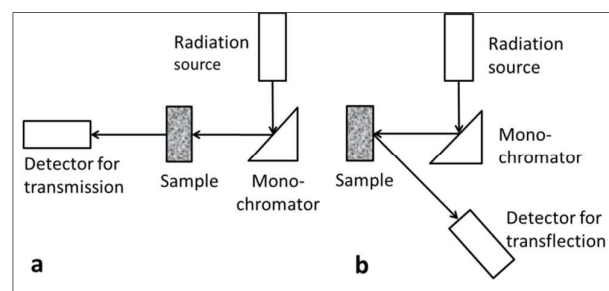 Radiation
source
Detector for
transmission
Sample
Mono-
chromator
a
Radiation
source
Mono-
chromator
Sample
Detector for
transflection
b